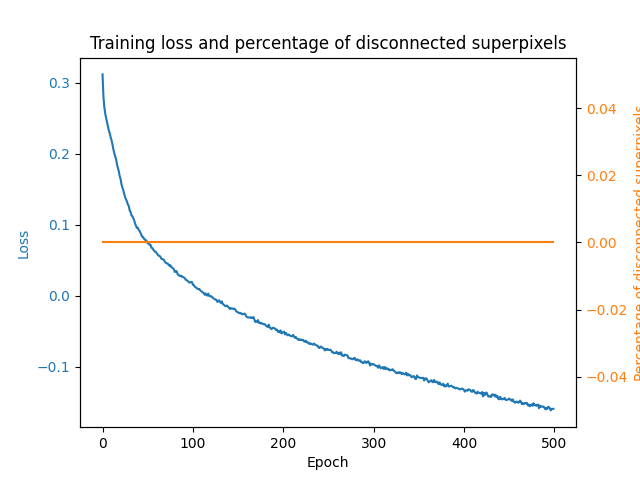 Training loss and percentage of disconnected superpixels
0.3
0.2
0.1
0.0
−0.1
Loss
0.04
0.02
0.00
−0.02
−0.04
Percentage of disconnected superpixels
0 100 200 300 400 500
Epoch